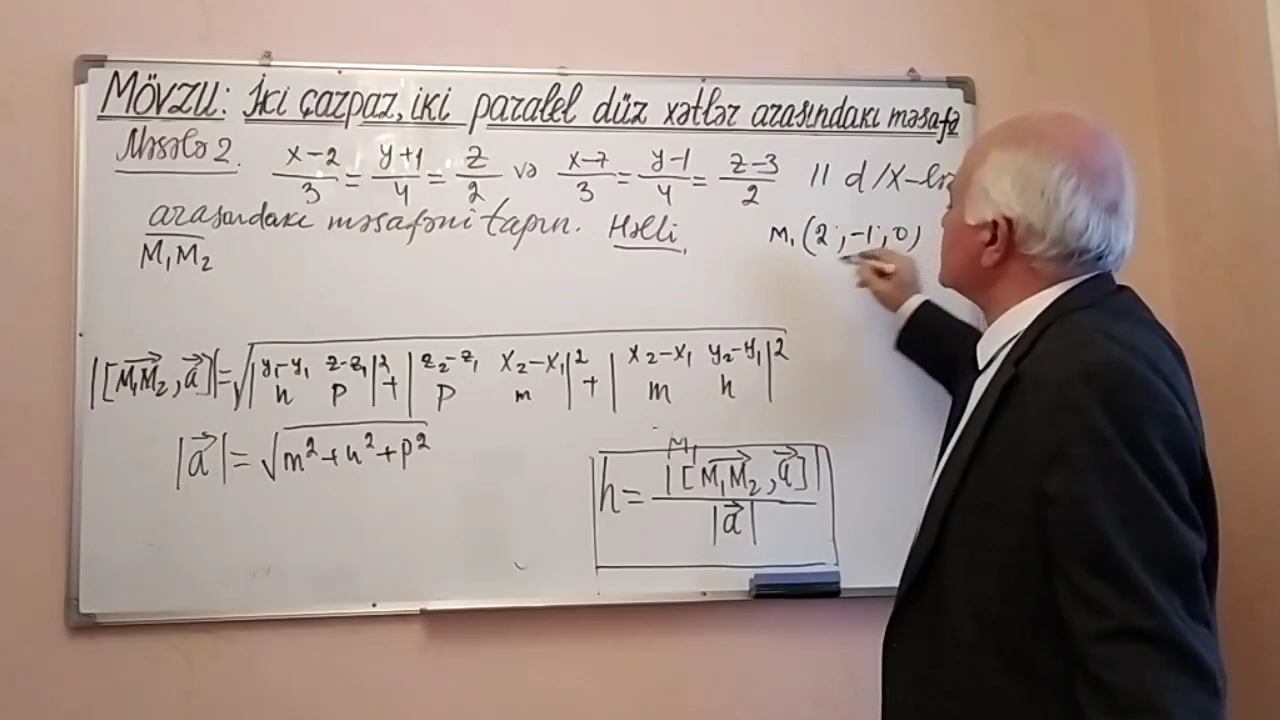 MÖVZU: İki çarpaz, iki paralel düz xətlər arasındakı məsafə
Məsələ 2. x-2/3 = y+1/4 = z/2 və x-7/3 = y-1/4 = z-3/2 // d/x-lər
arasındakı məsafəni tapın. Həlli
M₁(2; -1; 0)
M₁M₂
|[M₁M₂, a]| = √|y₁-y₁ z-z₁; n p|² + |z₂-z₁ x₂-x₁; p m|² + |x₂-x₁ y₂-y₁; m n|²
|a| = √m²+n²+p²
h = |[M₁M₂, a]| / |a|